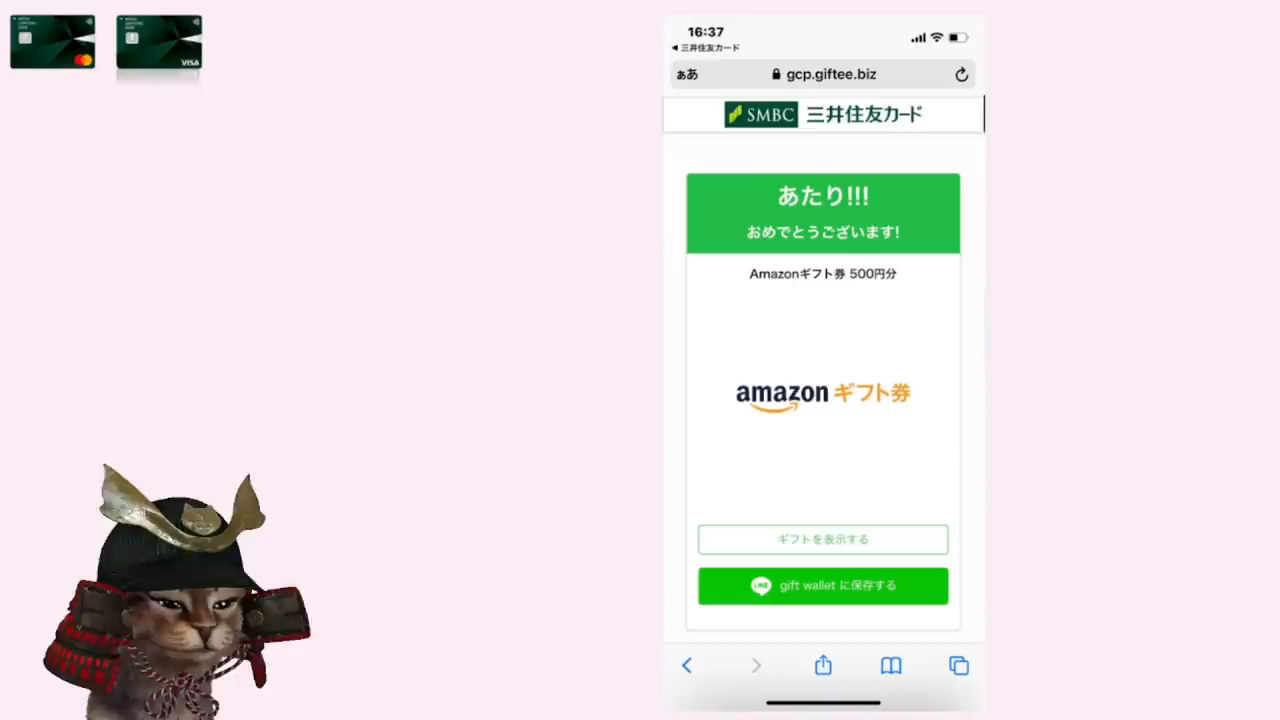 VISA
16:37
◀ 三井住友カード
ぁあ
gcp.giftee.biz
SMBC 三井住友カード
あたり!!!
おめでとうございます!
Amazonギフト券 500円分
amazon ギフト券
ギフトを表示する
LINE gift wallet に保存する